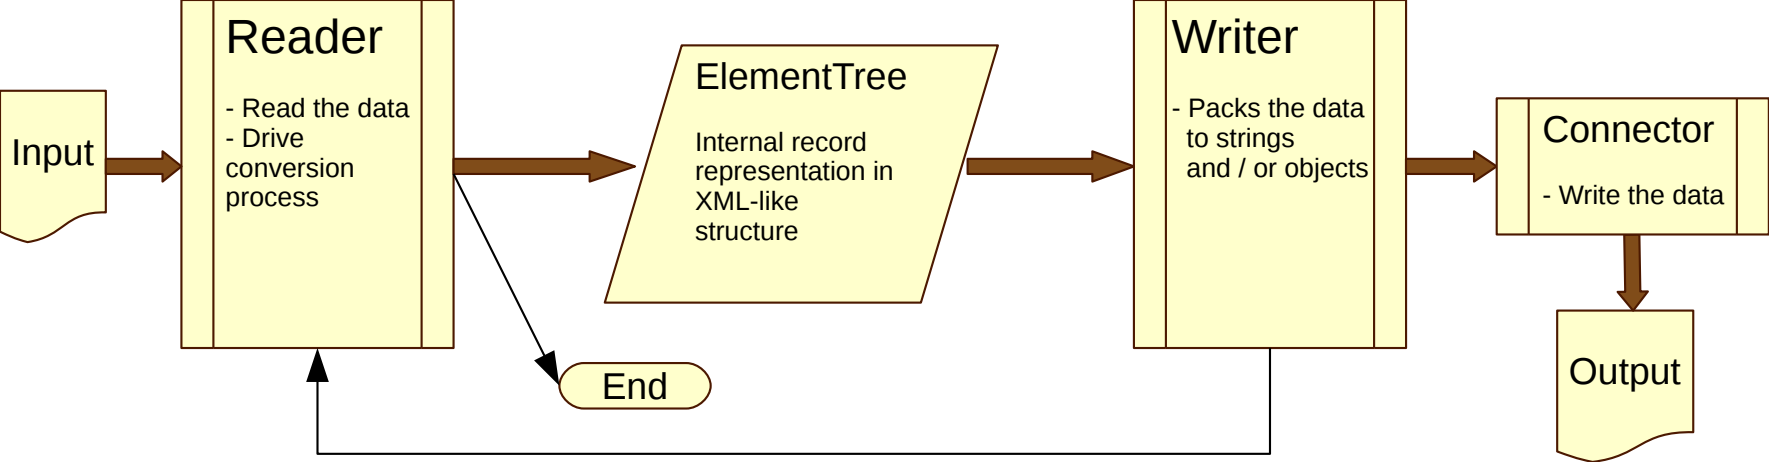 Input
Reader
- Read the data
- Drive
conversion
process
ElementTree
Internal record
representation in
XML-like
structure
End
Writer
- Packs the data
to strings
and / or objects
Connector
- Write the data
Output